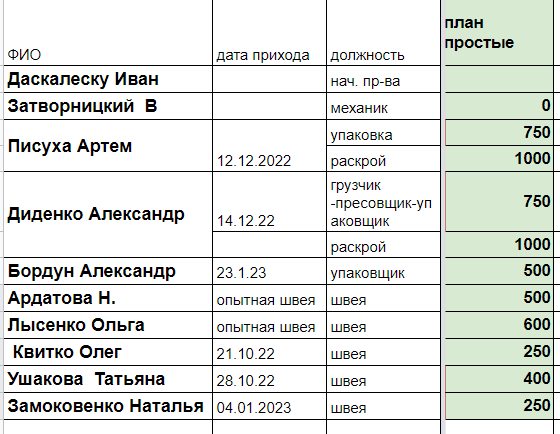 ФИО дата прихода должность план простые
Даскалеску Иван нач. пр-ва
Затворницкий В механик 0
Писуха Артем 12.12.2022 упаковка 750
раскрой 1000
Диденко Александр 14.12.22 грузчик
-пресовщик-уп
аковщик 750
раскрой 1000
Бордун Александр 23.1.23 упаковщик 500
Ардатова Н. опытная швея швея 500
Лысенко Ольга опытная швея швея 600
Квитко Олег 21.10.22 швея 250
Ушакова Татьяна 28.10.22 швея 400
Замоковенко Наталья 04.01.2023 швея 250